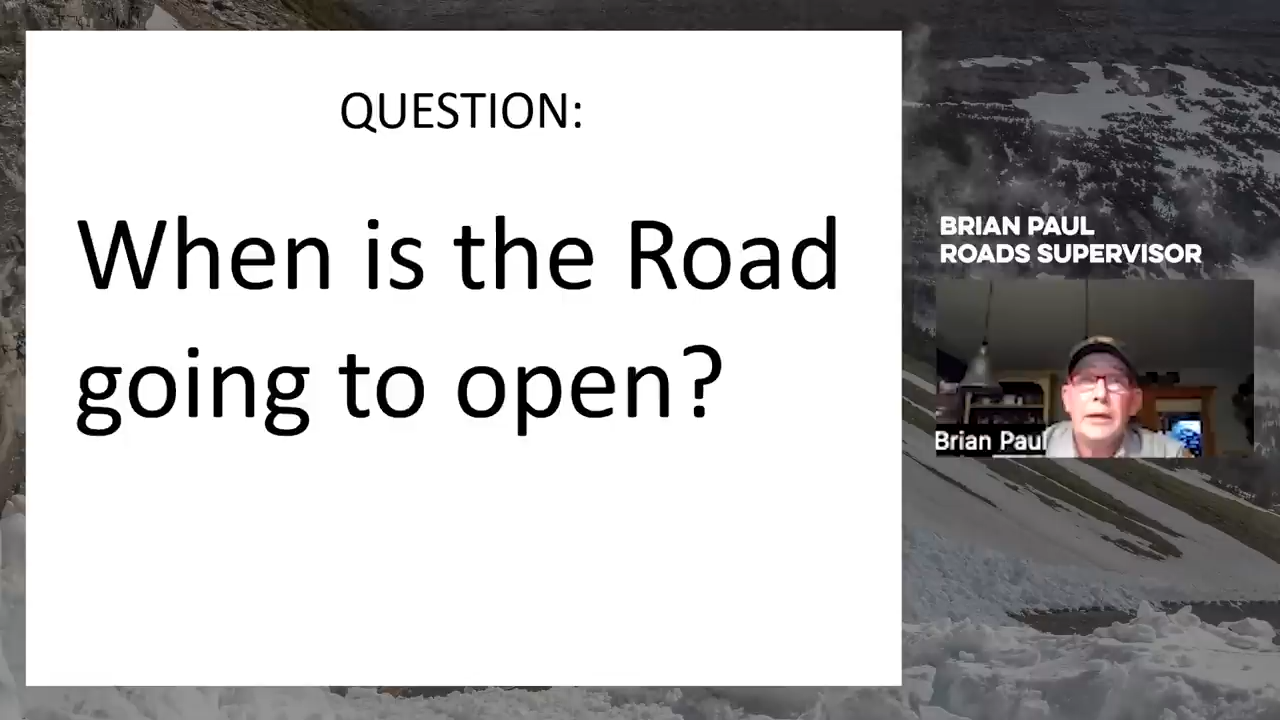 QUESTION:
When is the Road
going to open?
BRIAN PAUL
ROADS SUPERVISOR
Brian Paul